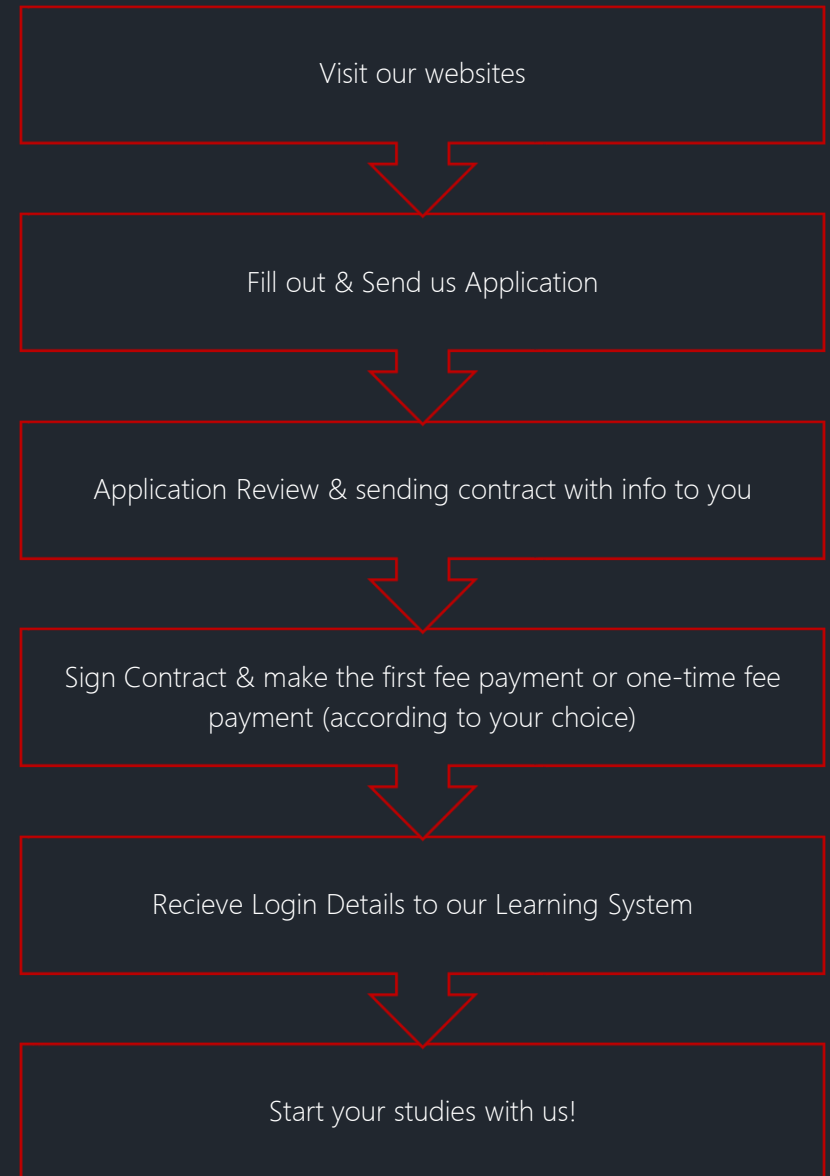 Visit our websites
Fill out & Send us Application
Application Review & sending contract with info to you
Sign Contract & make the first fee payment or one-time fee
payment (according to your choice)
Recieve Login Details to our Learning System
Start your studies with us!